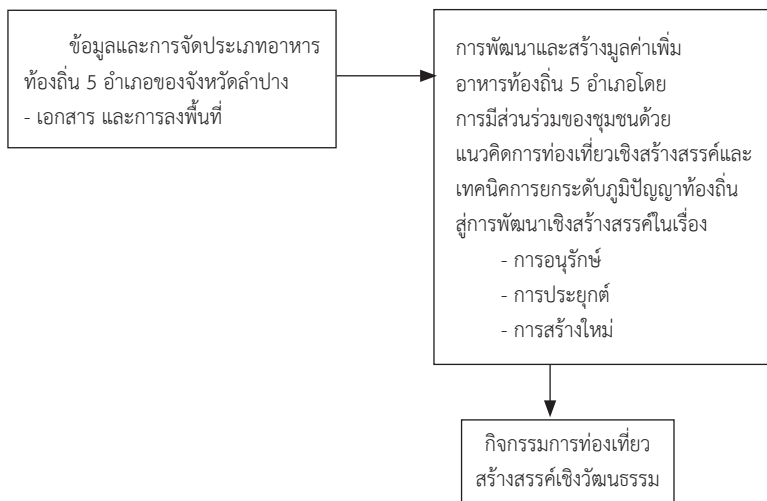 ข้อมูลและการจัดประเภทอาหาร
ท้องถิ่น 5 อำเภอของจังหวัดลำปาง
- เอกสาร และการลงพื้นที่
การพัฒนาและสร้างมูลค่าเพิ่ม
อาหารท้องถิ่น 5 อำเภอโดย
การมีส่วนร่วมของชุมชนด้วย
แนวคิดการท่องเที่ยวเชิงสร้างสรรค์และ
เทคนิคการยกระดับภูมิปัญญาท้องถิ่น
สู่การพัฒนาเชิงสร้างสรรค์ในเรื่อง
- การอนุรักษ์
- การประยุกต์
- การสร้างใหม่
กิจกรรมการท่องเที่ยว
สร้างสรรค์เชิงวัฒนธรรม